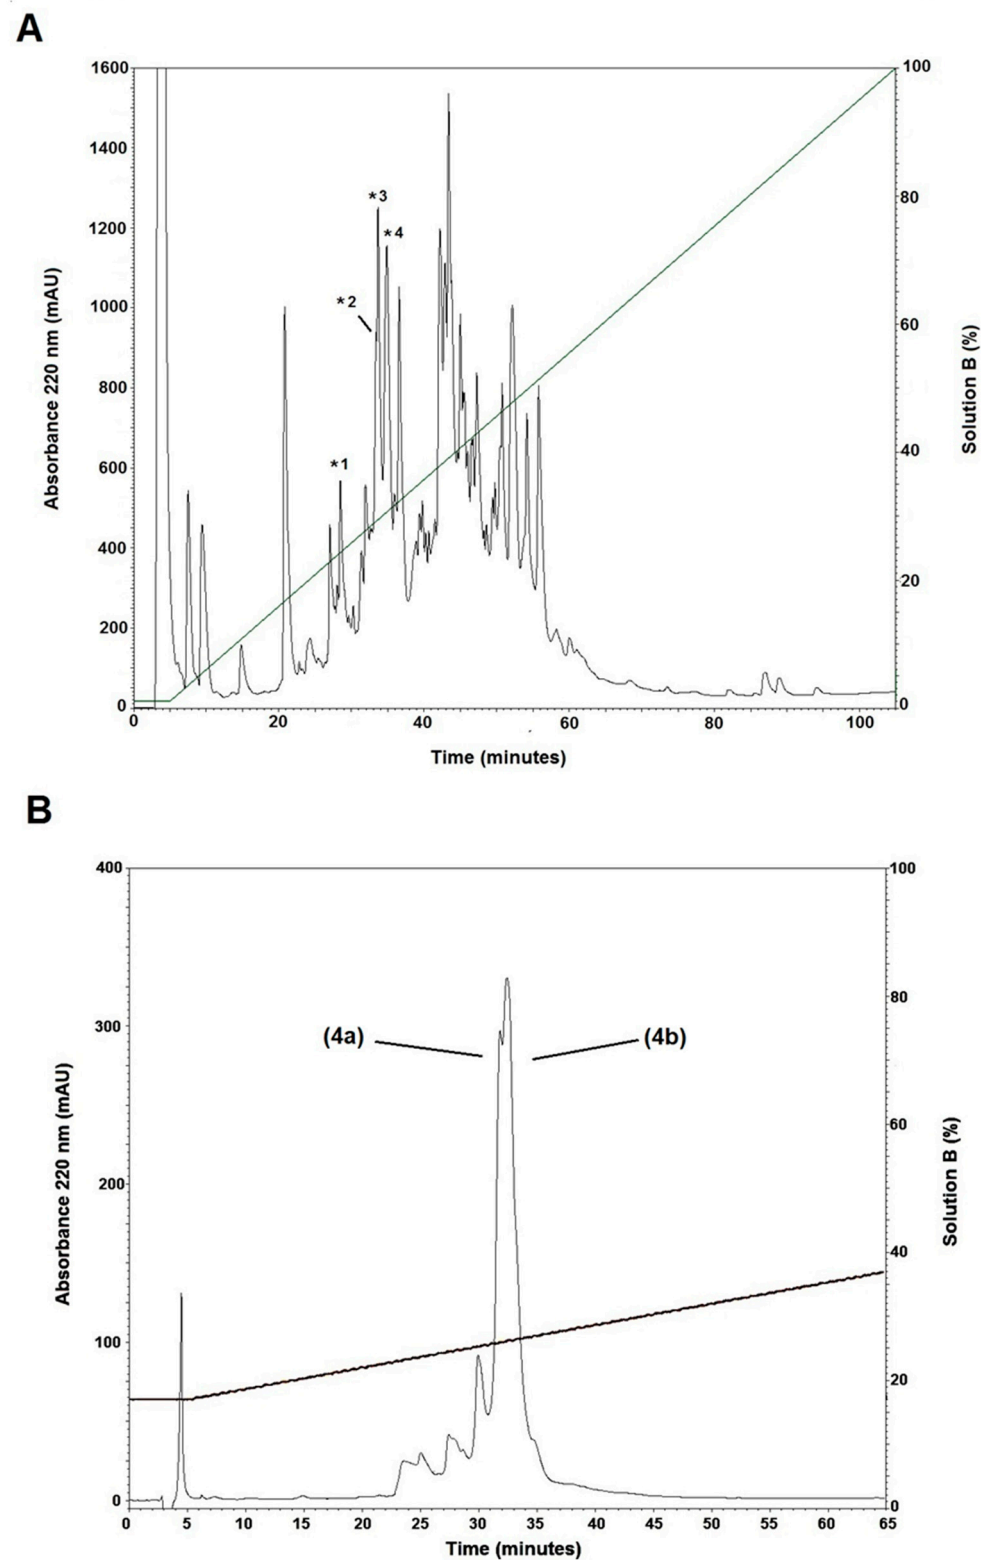 A
1600
1400
1200
1000
800
600
400
200
0
100
80
60
40
20
0
*3
*4
*2
*1
0 20 40 60 80 100
Absorbance 220 nm (mAU)
Solution B (%)
Time (minutes)
B
400
300
200
100
0
100
80
60
40
20
0
(4a) (4b)
0 5 10 15 20 25 30 35 40 45 50 55 60 65
Absorbance 220 nm (mAU)
Solution B (%)
Time (minutes)